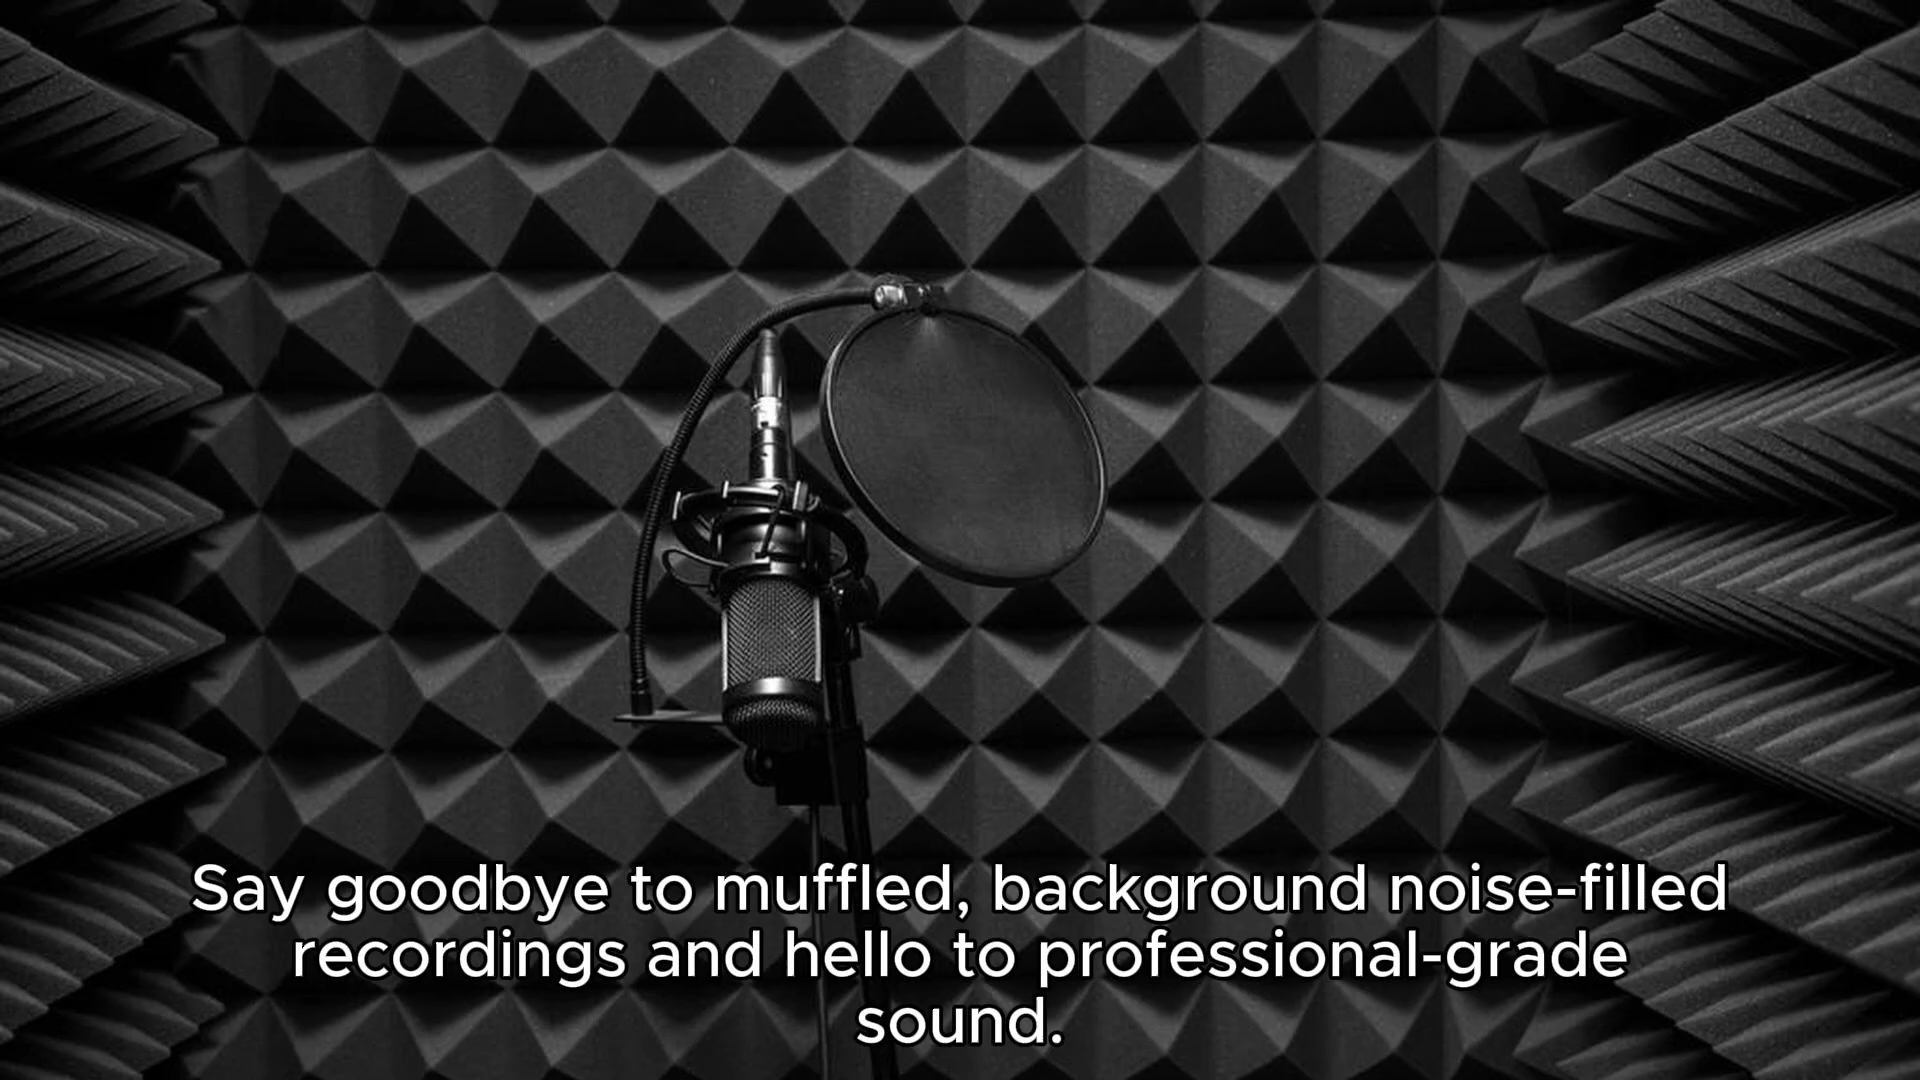 Say goodbye to muffled, background noise-filled
recordings and hello to professional-grade
sound.